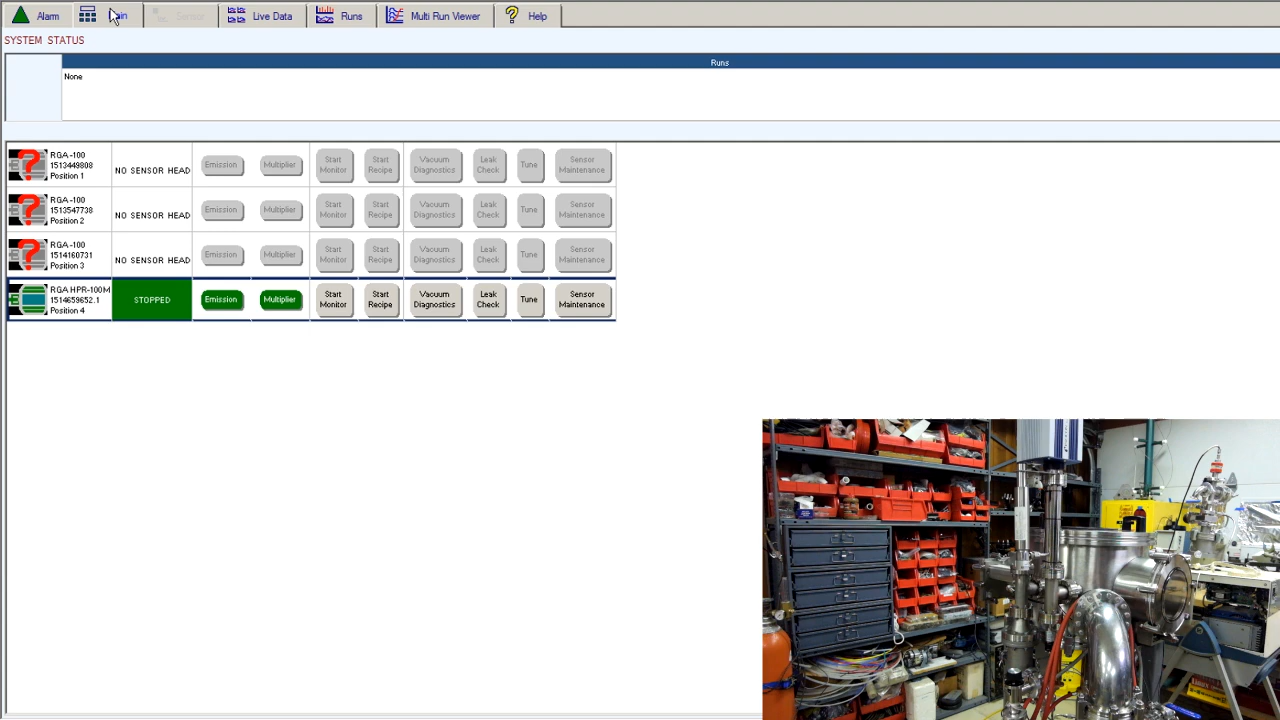 Alarm
Sensor
Live Data
Runs
Multi Run Viewer
Help
SYSTEM STATUS
Runs
None
RGA-100
1513449808
Position 1
NO SENSOR HEAD
Emission
Multiplier
Start
Monitor
Start
Recipe
Vacuum
Diagnostics
Leak
Check
Tune
Sensor
Maintenance
RGA-100
1513547738
Position 2
NO SENSOR HEAD
Emission
Multiplier
Start
Monitor
Start
Recipe
Vacuum
Diagnostics
Leak
Check
Tune
Sensor
Maintenance
RGA-100
1514160731
Position 3
NO SENSOR HEAD
Emission
Multiplier
Start
Monitor
Start
Recipe
Vacuum
Diagnostics
Leak
Check
Tune
Sensor
Maintenance
RGA HPR-100M
1514659652.1
Position 4
STOPPED
Emission
Multiplier
Start
Monitor
Start
Recipe
Vacuum
Diagnostics
Leak
Check
Tune
Sensor
Maintenance